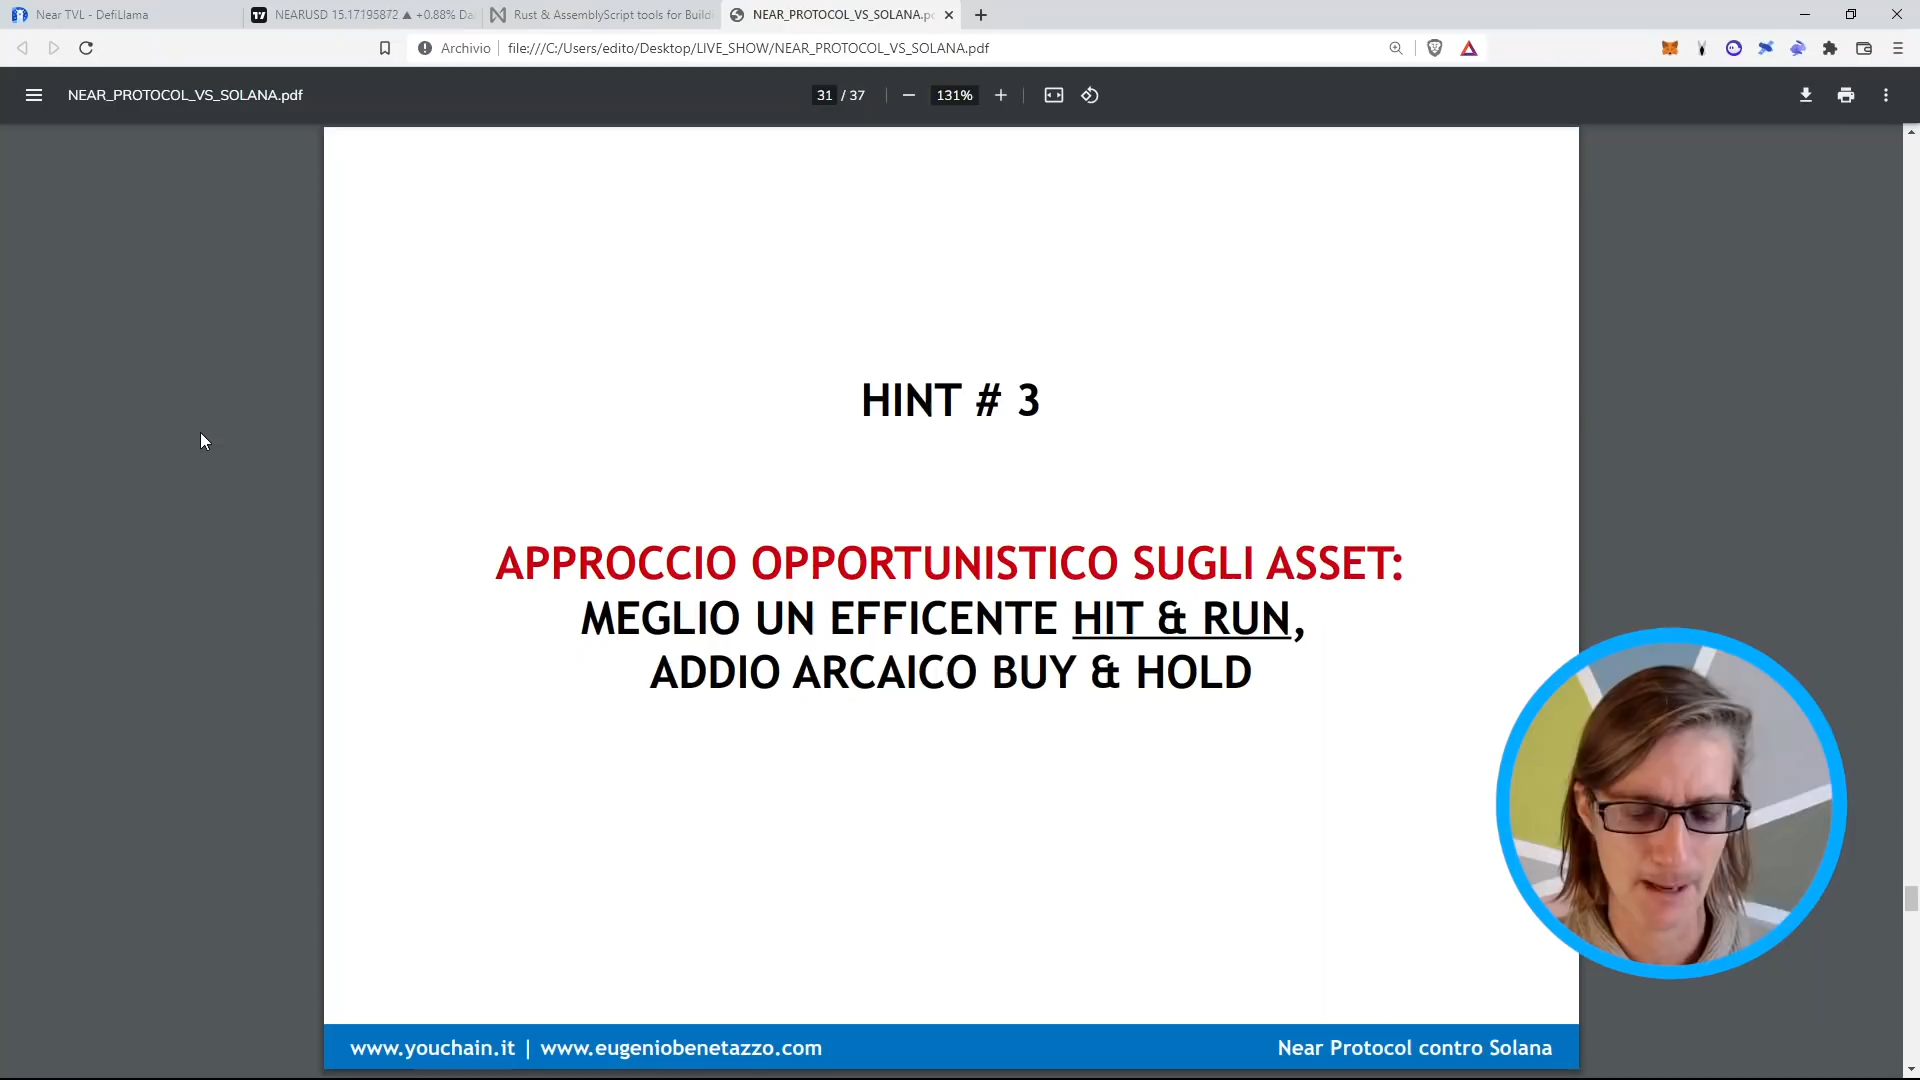 Near TVL - DefiLlama
NEARUSD 15.17195872 ▲ +0.88% Da
Rust & AssemblyScript tools for Buildi
NEAR_PROTOCOL_VS_SOLANA.p
Archivio
file:///C:/Users/edito/Desktop/LIVE_SHOW/NEAR_PROTOCOL_VS_SOLANA.pdf
NEAR_PROTOCOL_VS_SOLANA.pdf
31 / 37
131%
HINT # 3
APPROCCIO OPPORTUNISTICO SUGLI ASSET:
MEGLIO UN EFFICENTE HIT & RUN,
ADDIO ARCAICO BUY & HOLD
www.youchain.it | www.eugeniobenetazzo.com
Near Protocol contro Solana